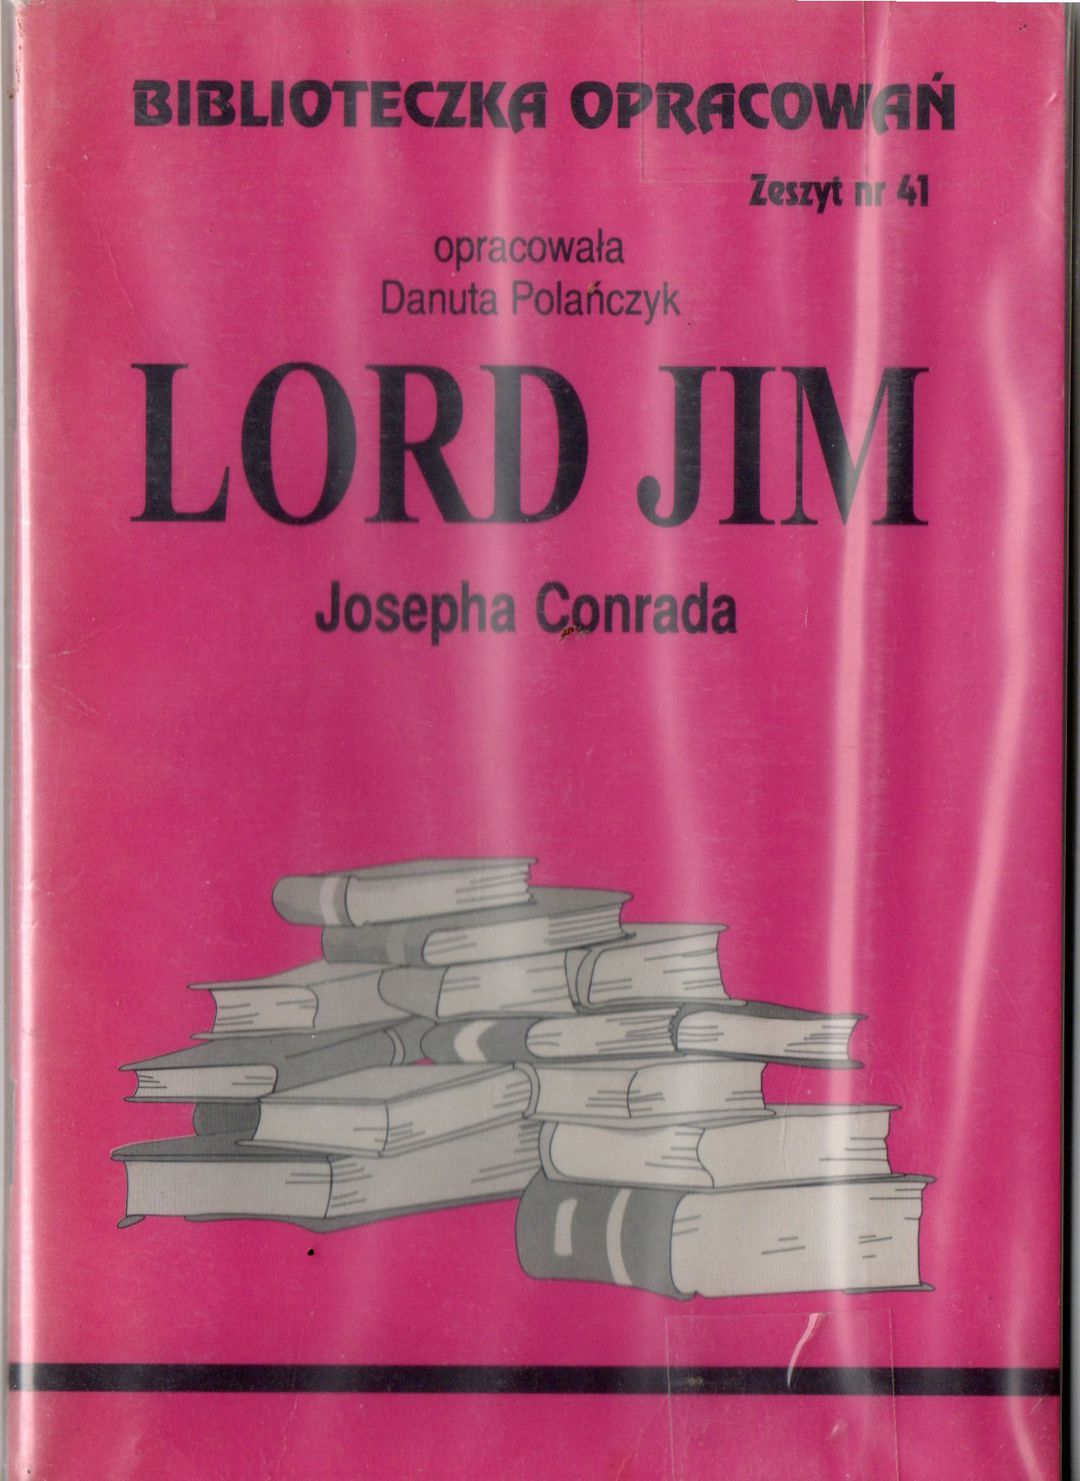 BIBLIOTECZKA OPRACOWAŃ
Zeszyt nr 41
opracowała
Danuta Polańczyk
LORD JIM
Josepha Conrada